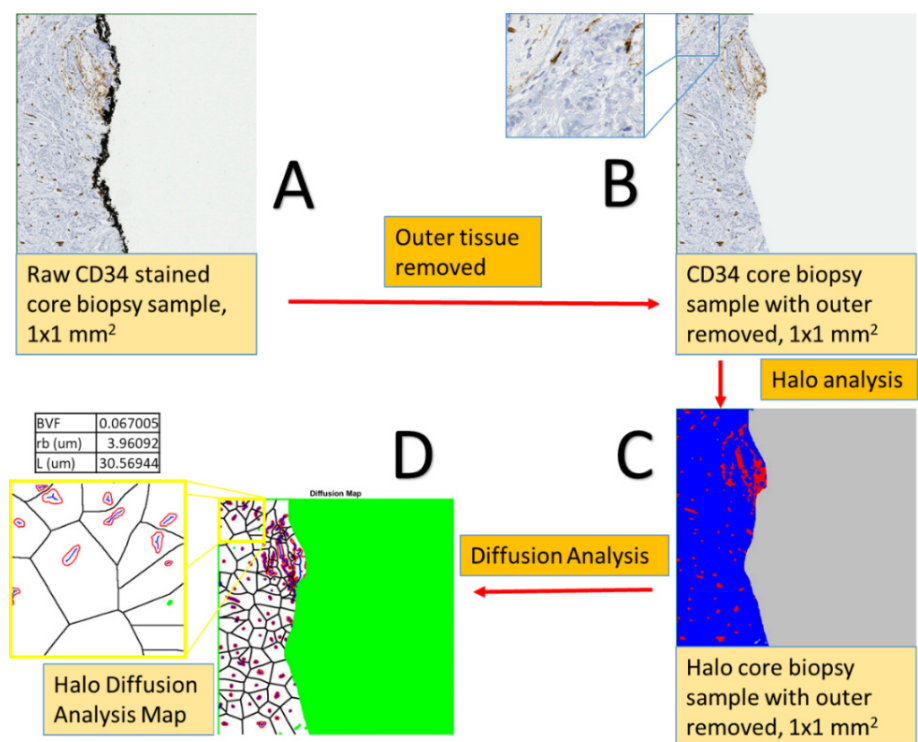 A
B
Outer tissue
removed
Raw CD34 stained
core biopsy sample,
1x1 mm²
CD34 core biopsy
sample with outer
removed, 1x1 mm²
Halo analysis
BVF 0.067005
rb (um) 3.96092
L (um) 30.56944
D
C
Diffusion Map
Diffusion Analysis
Halo Diffusion
Analysis Map
Halo core biopsy
sample with outer
removed, 1x1 mm²